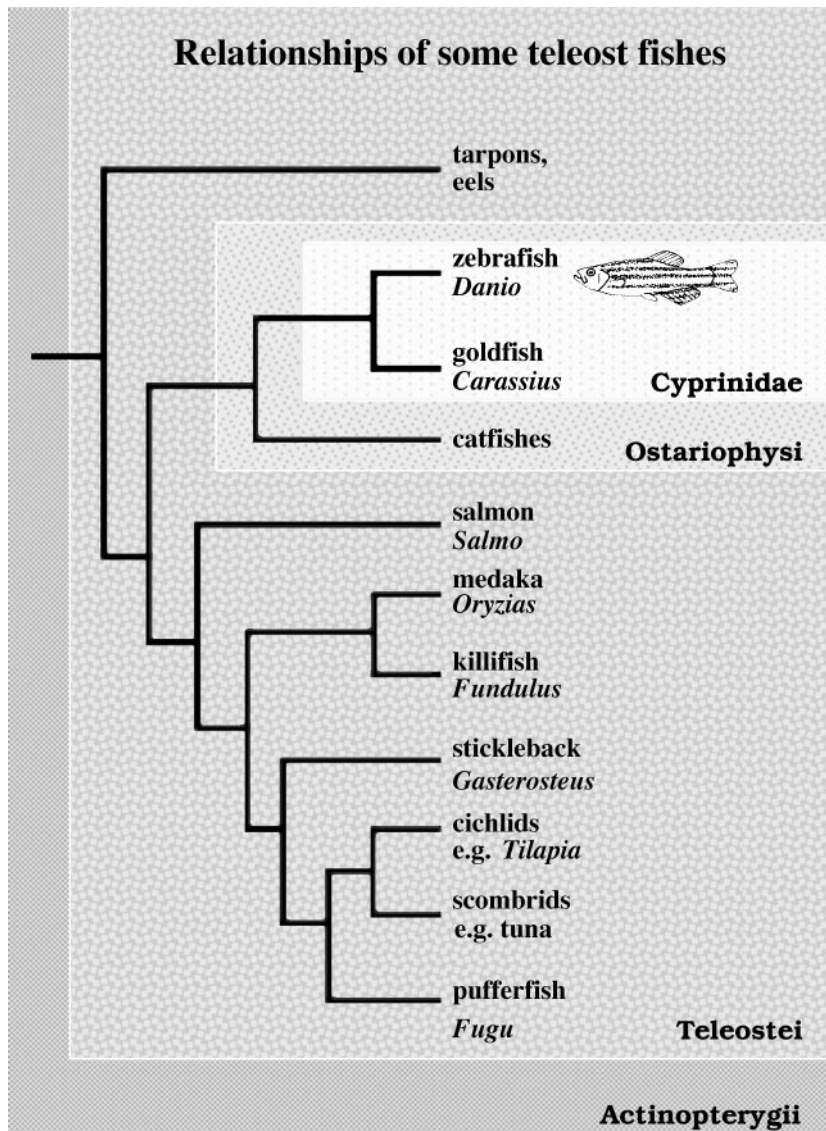 Relationships of some teleost fishes
tarpons,
eels
zebrafish
Danio
goldfish
Carassius
Cyprinidae
catfishes
Ostariophysi
salmon
Salmo
medaka
Oryzias
killifish
Fundulus
stickleback
Gasterosteus
cichlids
e.g. Tilapia
scombrids
e.g. tuna
pufferfish
Fugu
Teleostei
Actinopterygii